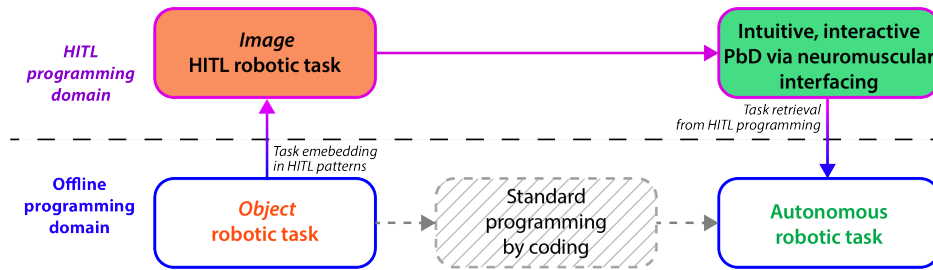 HITL
programming
domain
Image
HITL robotic task
Intuitive, interactive
PbD via neuromuscular
interfacing
Task retrieval
from HITL programming
Task emebedding
in HITL patterns
Offline
programming
domain
Object
robotic task
Standard
programming
by coding
Autonomous
robotic task